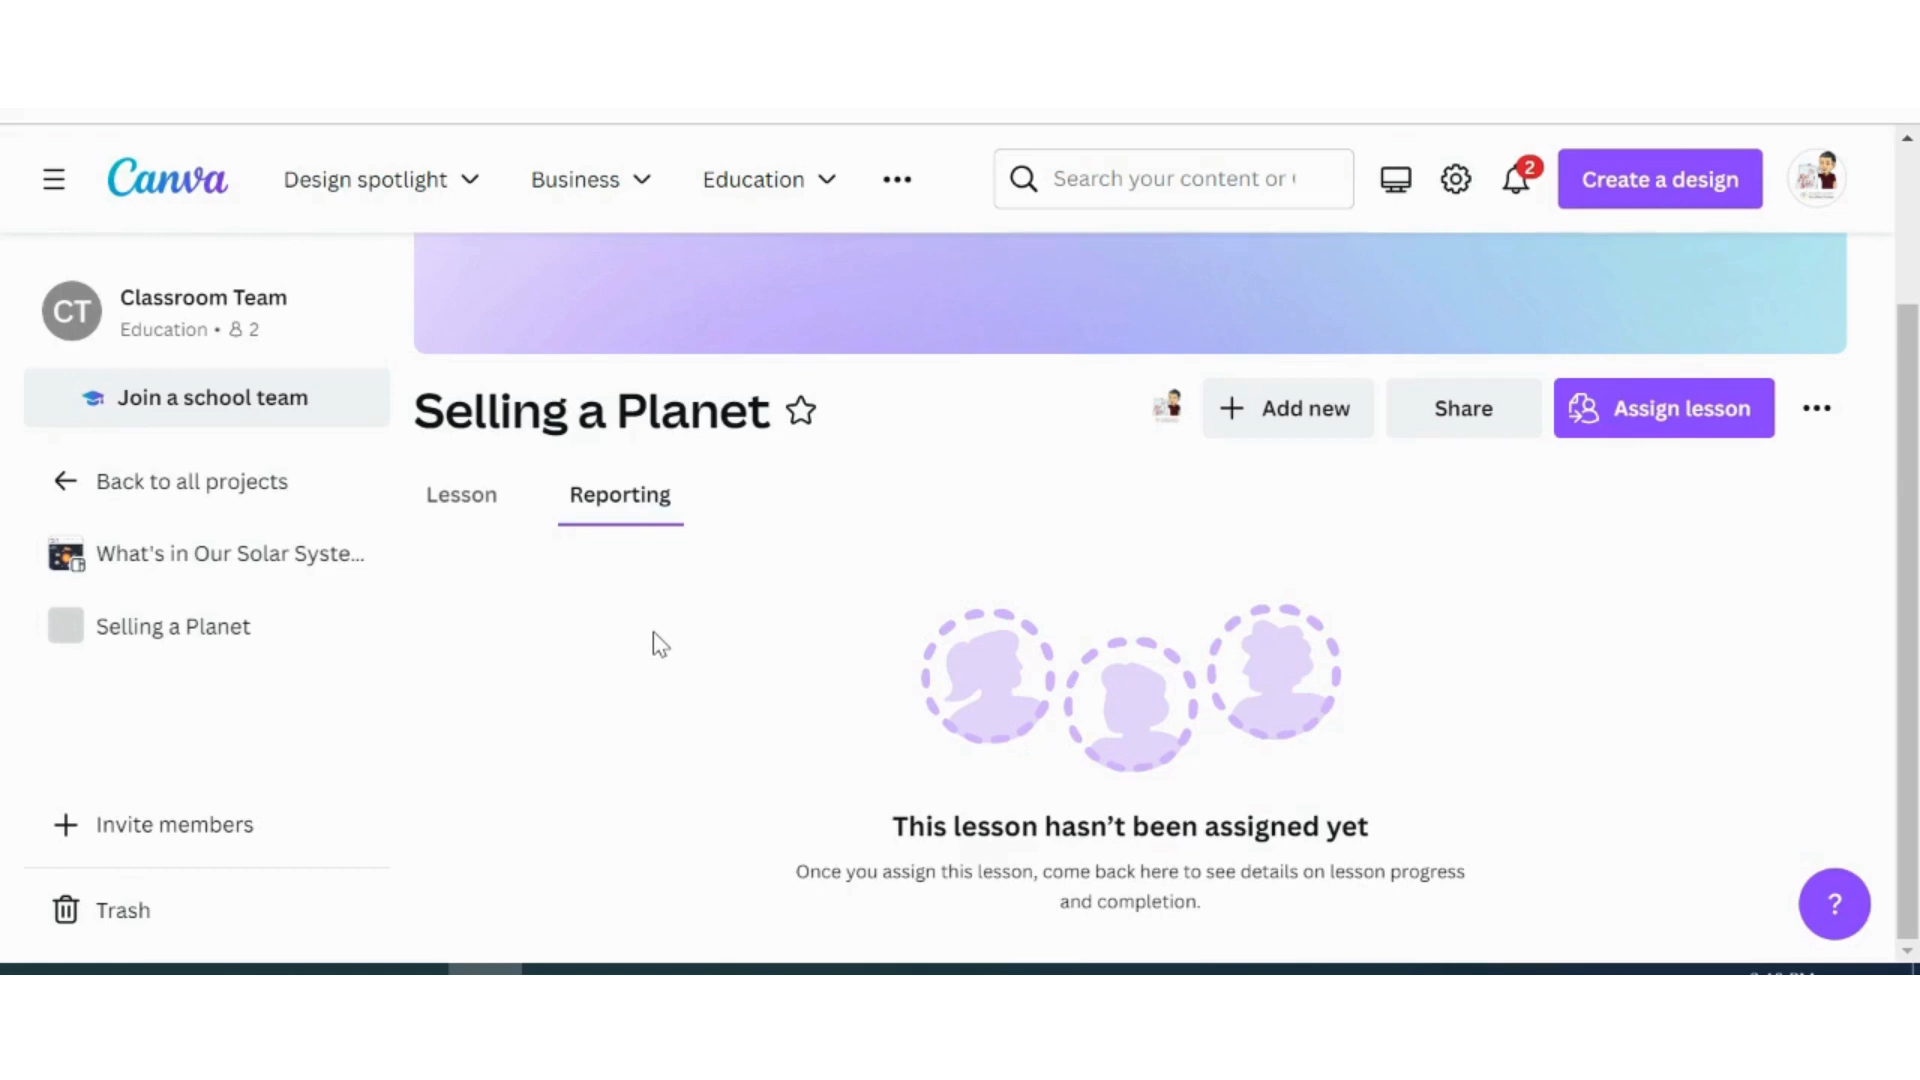 Canva
Design spotlight
Business
Education
Search your content or
2
Create a design
CT
Classroom Team
Education • 2
Join a school team
Back to all projects
What's in Our Solar Syste...
Selling a Planet
Invite members
Trash
Selling a Planet
Add new
Share
Assign lesson
Lesson
Reporting
This lesson hasn’t been assigned yet
Once you assign this lesson, come back here to see details on lesson progress
and completion.
?